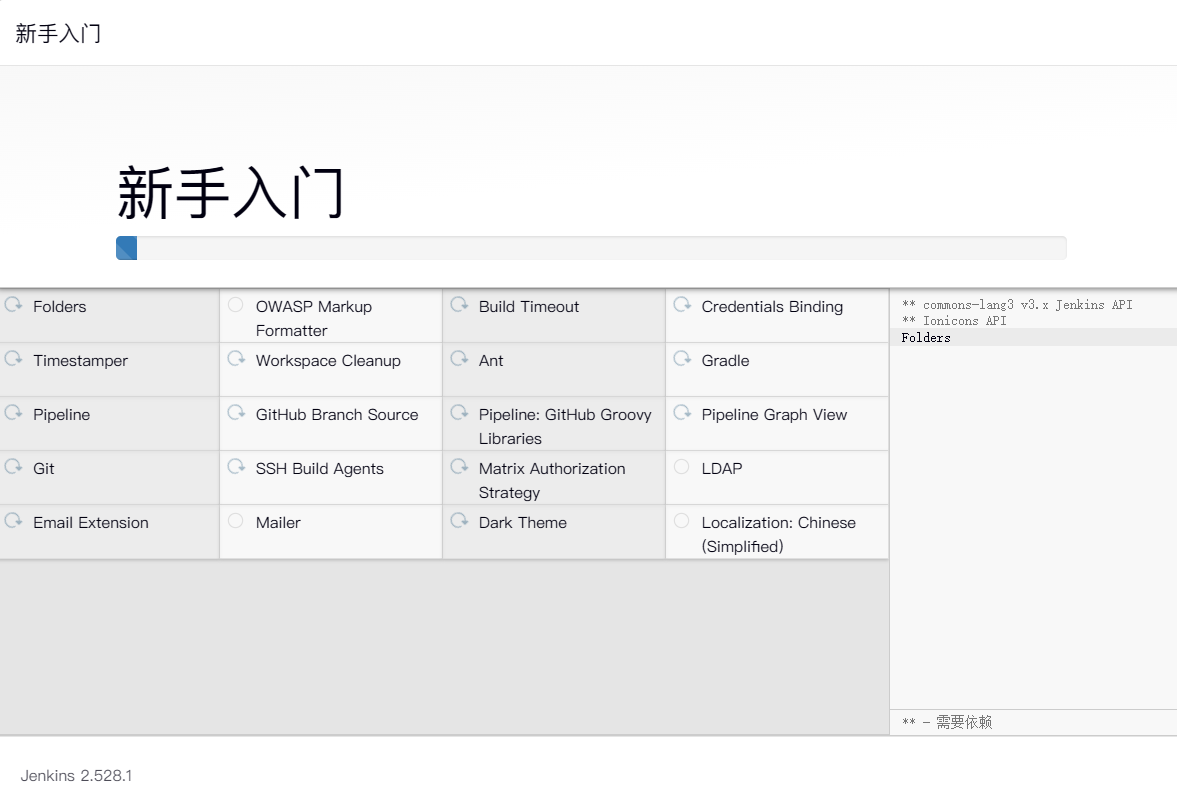 新手入门
新手入门
Folders
OWASP Markup
Formatter
Build Timeout
Credentials Binding
Timestamper
Workspace Cleanup
Ant
Gradle
Pipeline
GitHub Branch Source
Pipeline: GitHub Groovy
Libraries
Pipeline Graph View
Git
SSH Build Agents
Matrix Authorization
Strategy
LDAP
Email Extension
Mailer
Dark Theme
Localization: Chinese
(Simplified)
** commons-lang3 v3.x Jenkins API
** Ionicons API
Folders
** - 需要依赖
Jenkins 2.528.1